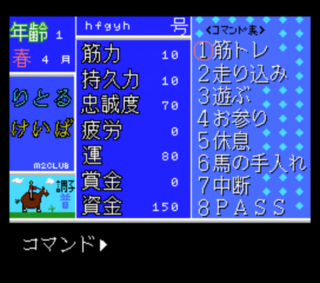 年齢 1
春 4 月
りとる
けいば
M2CLUB
調子
普
hfgyh 号
筋力 10
持久力 10
忠誠度 70
疲労 0
運 80
賞金 0
資金 150
<コマンド表>
1筋トレ
2走り込み
3遊ぶ
4お参り
5休息
6馬の手入れ
7中断
8PASS
コマンド▶